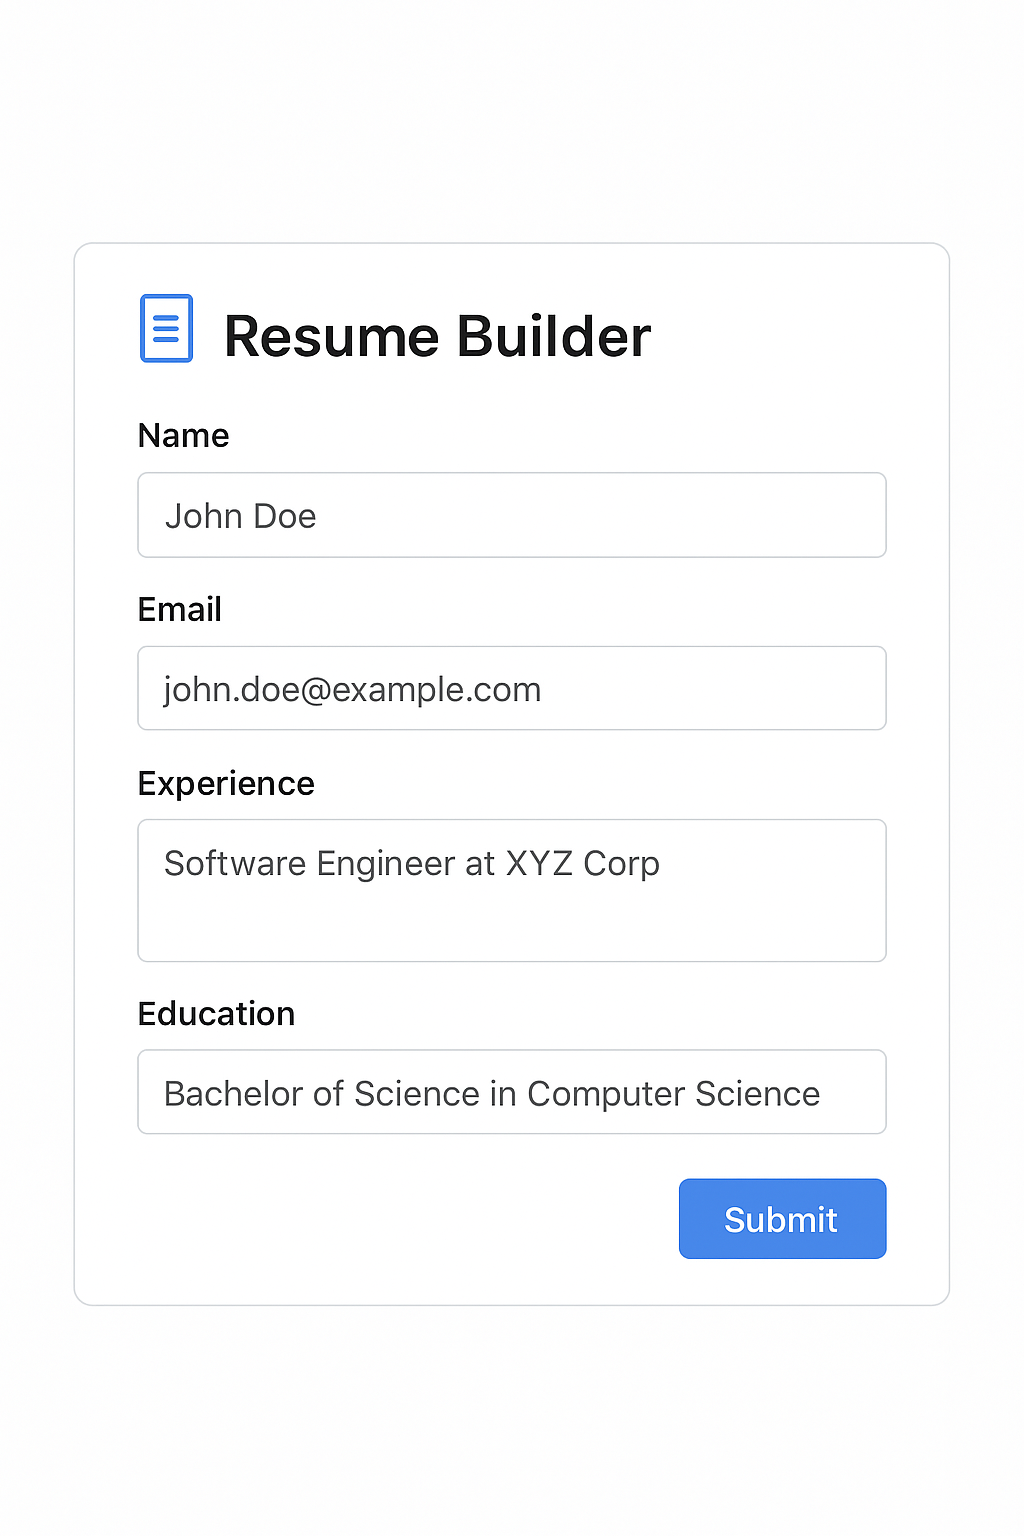 Resume Builder
Name
John Doe
Email
john.doe@example.com
Experience
Software Engineer at XYZ Corp
Education
Bachelor of Science in Computer Science
Submit